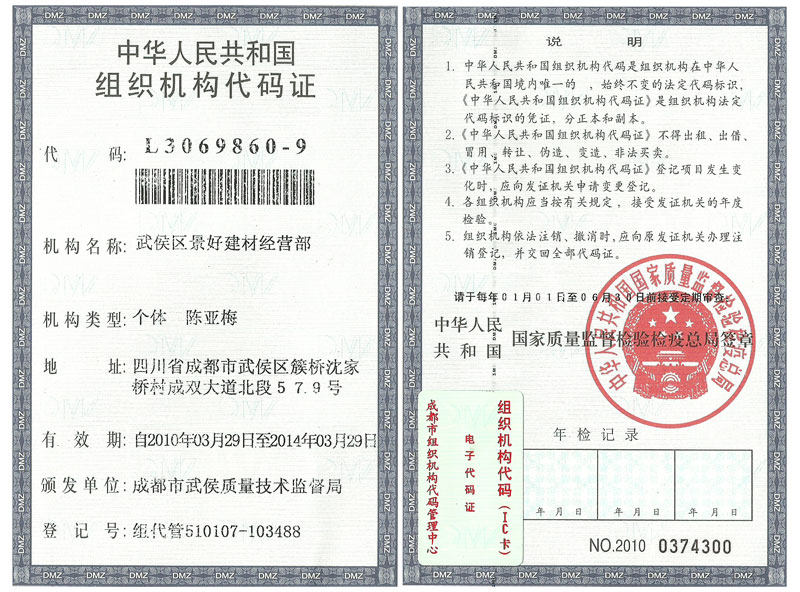 中华人民共和国
组织机构代码证
代 码: L3069860-9
机构名称: 武侯区景好建材经营部
机构类型: 个体 陈亚梅
地 址: 四川省成都市武侯区簇桥沈家
桥村成双大道北段579号
有 效 期: 自2010年03月29日至2014年03月29日
颁发单位: 成都市武侯质量技术监督局
登 记 号: 组代管510107-103488
说 明
1. 中华人民共和国组织机构代码是组织机构在中华人
民共和国境内唯一的 ，始终不变的法定代码标识，
《中华人民共和国组织机构代码证》是组织机构法定
代码标识的凭证，分正本和副本。
2. 《中华人民共和国组织机构代码证》不得出租、出借、
冒用、转让、伪造、变造、非法买卖。
3. 《中华人民共和国组织机构代码证》登记项目发生变
化时，应向发证机关申请变更登记。
4. 各组织机构应当按有关规定，接受发证机关的年度
检验。
5. 组织机构依法注销、撤消时,应向原发证机关办理注
销登记，并交回全部代码证。
请于每年01月01日至06月30日前接受定期审查。
中华人民
共 和 国
国家质量监督检验检疫总局签章
中华人民共和国国家质量监督检验检疫总局
组织机构代码(IC卡)
电子代码证
成都市组织机构代码管理中心
年检记录
年 月 日 年 月 日 年 月 日
NO.2010 0374300